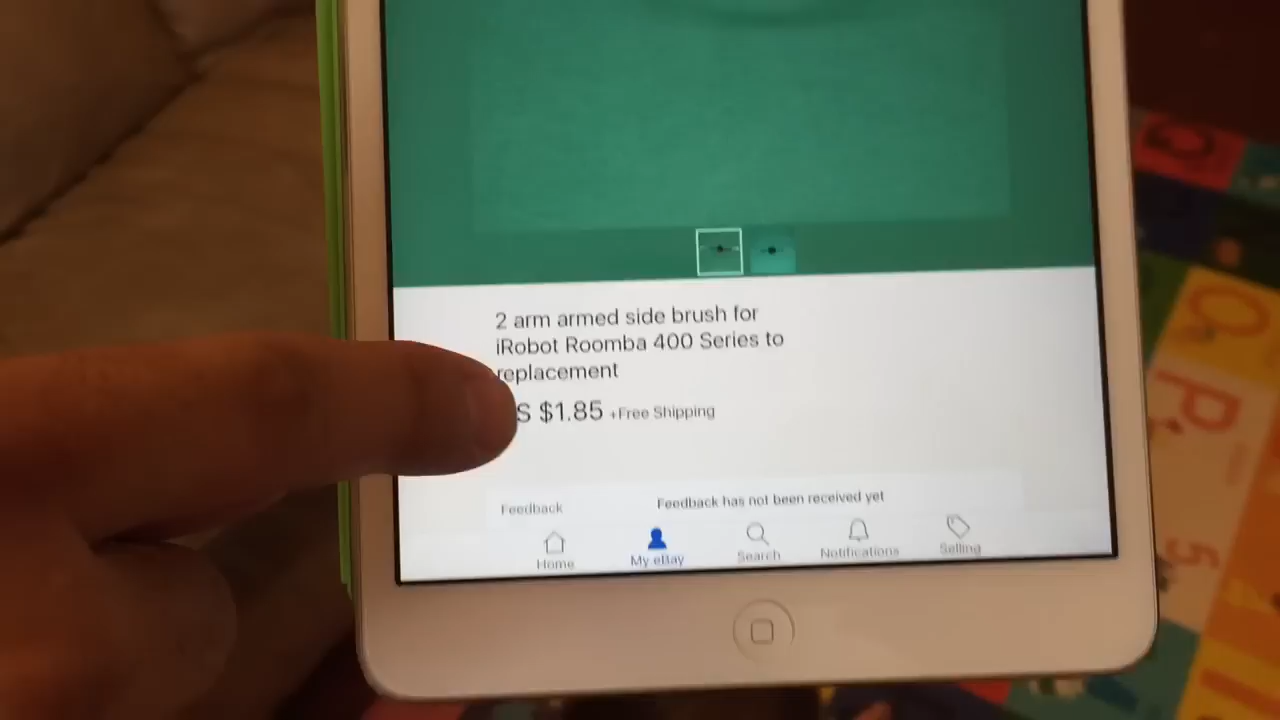 2 arm armed side brush for
iRobot Roomba 400 Series to
replacement
S $1.85 +Free Shipping
Feedback
Feedback has not been received yet
Home
My eBay
Search
Notifications
Selling
P
5